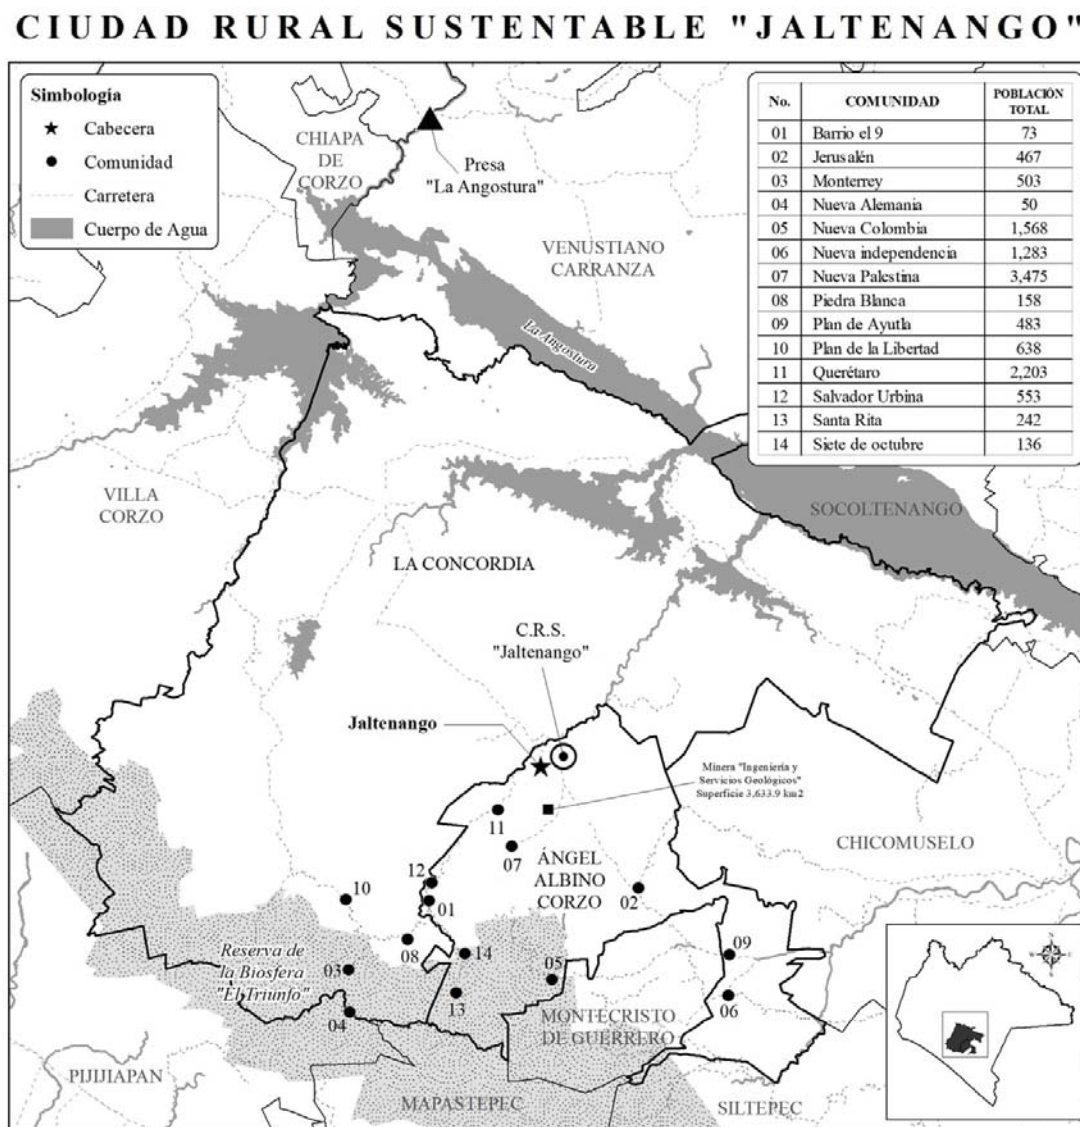 CIUDAD RURAL SUSTENTABLE "JALTENANGO"
Simbología
Cabecera
Comunidad
Carretera
Cuerpo de Agua
No. COMUNIDAD POBLACIÓN TOTAL
01 Barrio el 9 73
02 Jerusalén 467
03 Monterrey 503
04 Nueva Alemania 50
05 Nueva Colombia 1,568
06 Nueva independencia 1,283
07 Nueva Palestina 3,475
08 Piedra Blanca 158
09 Plan de Ayutla 483
10 Plan de la Libertad 638
11 Querétaro 2,203
12 Salvador Urbina 553
13 Santa Rita 242
14 Siete de octubre 136
CHIAPA
DE
CORZO
Presa
"La Angostura"
VENUSTIANO
CARRANZA
La Angostura
VILLA
CORZO
SOCOLTENANGO
LA CONCORDIA
C.R.S.
"Jaltenango"
Jaltenango
Minera "Ingeniería y
Servicios Geológicos"
Superficie 3,633.9 km2
11
07
CHICOMUSELO
ÁNGEL
ALBINO
CORZO
12
10
01
02
08
14
09
Reserva de
la Biosfera
"El Triunfo"
03
05
13
06
04
MONTECRISTO
DE GUERRERO
PIJIJIAPAN
MAPASTEPEC
SILTEPEC
N
W
E
S